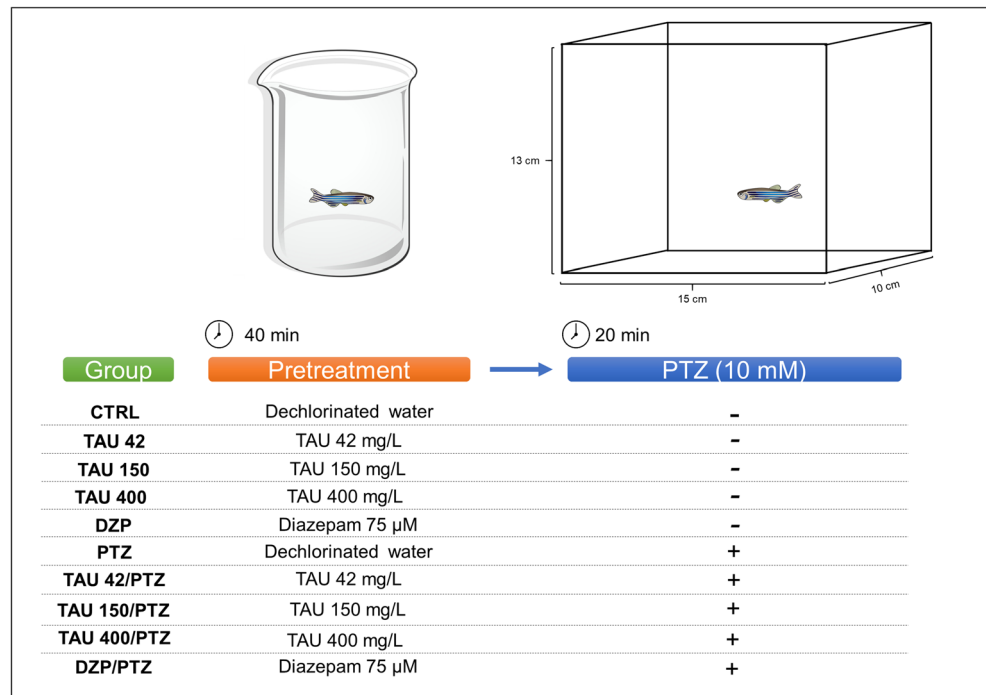 13 cm
15 cm
10 cm
40 min
20 min
Group Pretreatment PTZ (10 mM)
CTRL Dechlorinated water -
TAU 42 TAU 42 mg/L -
TAU 150 TAU 150 mg/L -
TAU 400 TAU 400 mg/L -
DZP Diazepam 75 µM -
PTZ Dechlorinated water +
TAU 42/PTZ TAU 42 mg/L +
TAU 150/PTZ TAU 150 mg/L +
TAU 400/PTZ TAU 400 mg/L +
DZP/PTZ Diazepam 75 µM +